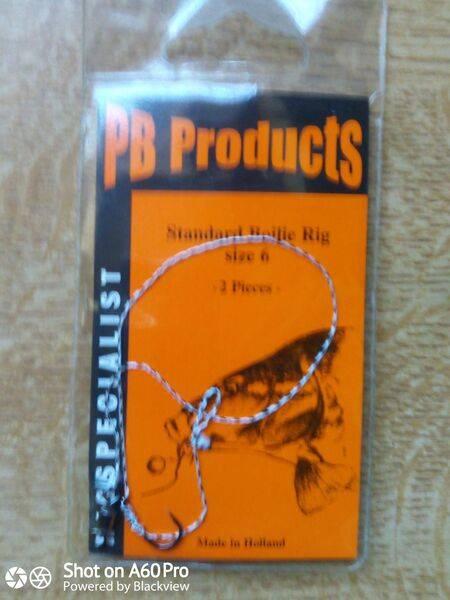 PB Products
Standard Boilie Rig
size 6
- 2 Pieces -
SPECIALIST
Made in Holland
Shot on A60Pro
Powered by Blackview